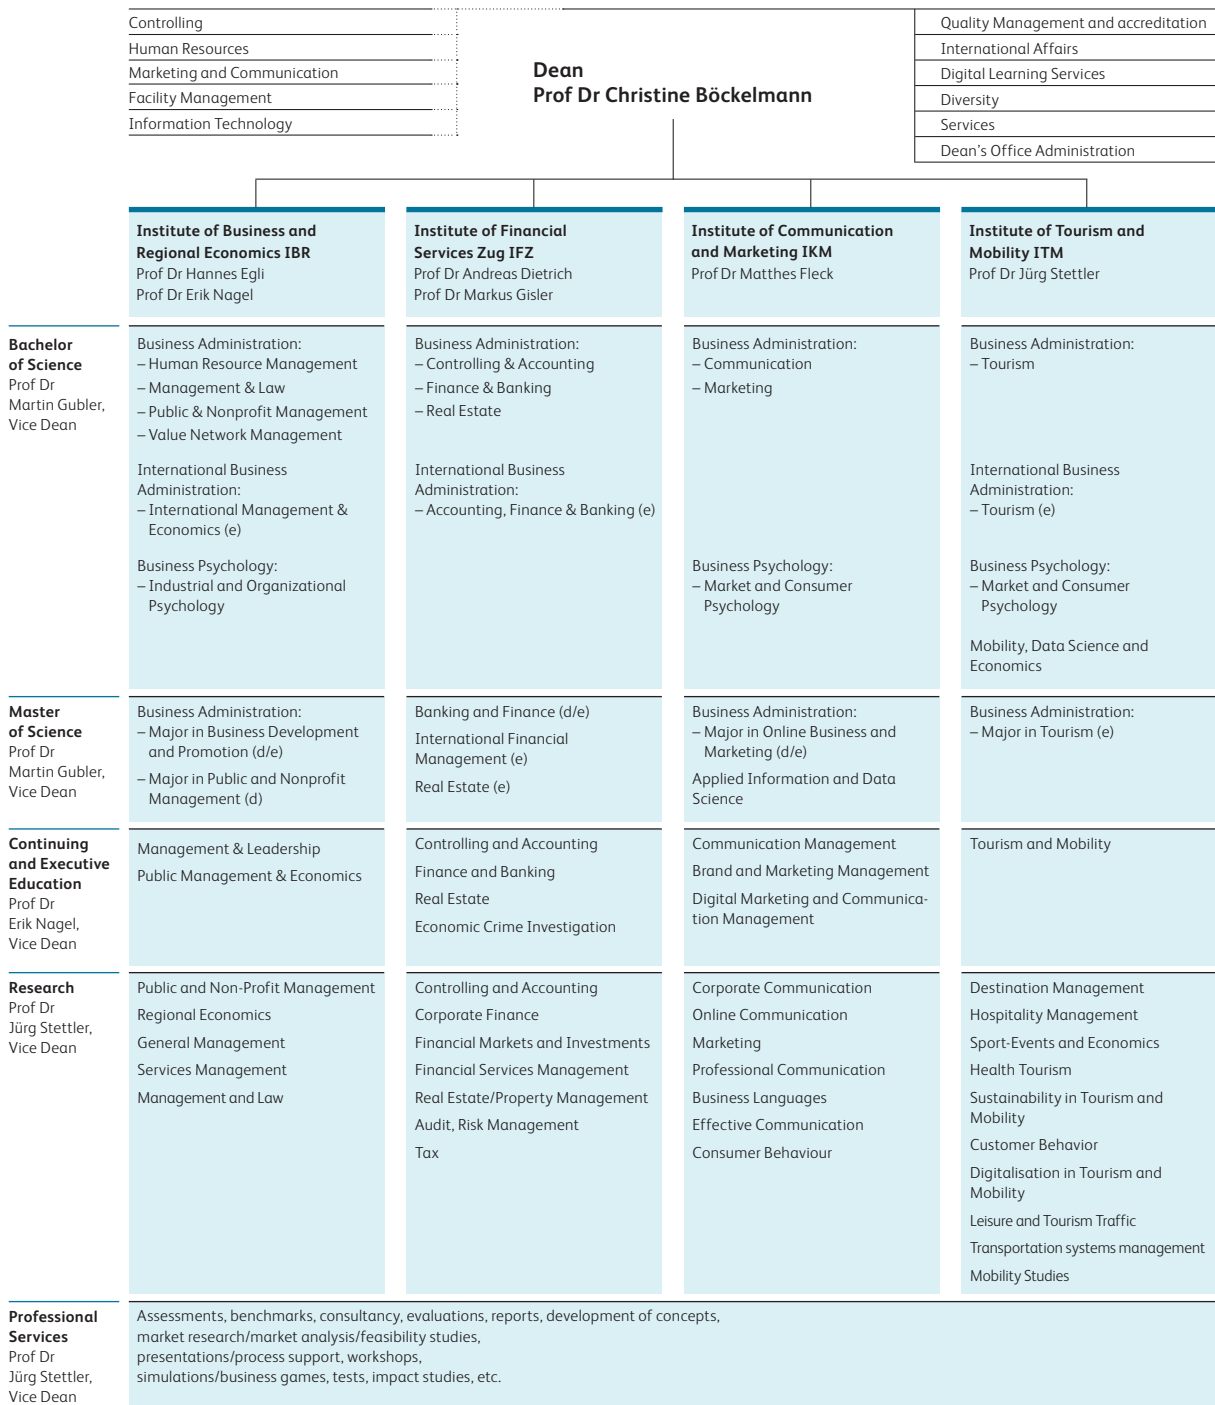 Controlling
Human Resources
Marketing and Communication
Facility Management
Information Technology
Dean
Prof Dr Christine Böckelmann
Quality Management and accreditation
International Affairs
Digital Learning Services
Diversity
Services
Dean’s Office Administration
Institute of Business and
Regional Economics IBR
Prof Dr Hannes Egli
Prof Dr Erik Nagel
Institute of Financial
Services Zug IFZ
Prof Dr Andreas Dietrich
Prof Dr Markus Gisler
Institute of Communication
and Marketing IKM
Prof Dr Matthes Fleck
Institute of Tourism and
Mobility ITM
Prof Dr Jürg Stettler
Bachelor
of Science
Prof Dr
Martin Gubler,
Vice Dean
Business Administration:
– Human Resource Management
– Management & Law
– Public & Nonprofit Management
– Value Network Management
International Business
Administration:
– International Management &
Economics (e)
Business Psychology:
– Industrial and Organizational
Psychology
Business Administration:
– Controlling & Accounting
– Finance & Banking
– Real Estate
International Business
Administration:
– Accounting, Finance & Banking (e)
Business Administration:
– Communication
– Marketing
Business Psychology:
– Market and Consumer
Psychology
Business Administration:
– Tourism
International Business
Administration:
– Tourism (e)
Business Psychology:
– Market and Consumer
Psychology
Mobility, Data Science and
Economics
Master
of Science
Prof Dr
Martin Gubler,
Vice Dean
Business Administration:
– Major in Business Development
and Promotion (d/e)
– Major in Public and Nonprofit
Management (d)
Banking and Finance (d/e)
International Financial
Management (e)
Real Estate (e)
Business Administration:
– Major in Online Business and
Marketing (d/e)
Applied Information and Data
Science
Business Administration:
– Major in Tourism (e)
Continuing
and Executive
Education
Prof Dr
Erik Nagel,
Vice Dean
Management & Leadership
Public Management & Economics
Controlling and Accounting
Finance and Banking
Real Estate
Economic Crime Investigation
Communication Management
Brand and Marketing Management
Digital Marketing and Communica-
tion Management
Tourism and Mobility
Research
Prof Dr
Jürg Stettler,
Vice Dean
Public and Non-Profit Management
Regional Economics
General Management
Services Management
Management and Law
Controlling and Accounting
Corporate Finance
Financial Markets and Investments
Financial Services Management
Real Estate/Property Management
Audit, Risk Management
Tax
Corporate Communication
Online Communication
Marketing
Professional Communication
Business Languages
Effective Communication
Consumer Behaviour
Destination Management
Hospitality Management
Sport-Events and Economics
Health Tourism
Sustainability in Tourism and
Mobility
Customer Behavior
Digitalisation in Tourism and
Mobility
Leisure and Tourism Traffic
Transportation systems management
Mobility Studies
Professional
Services
Prof Dr
Jürg Stettler,
Vice Dean
Assessments, benchmarks, consultancy, evaluations, reports, development of concepts,
market research/market analysis/feasibility studies,
presentations/process support, workshops,
simulations/business games, tests, impact studies, etc.